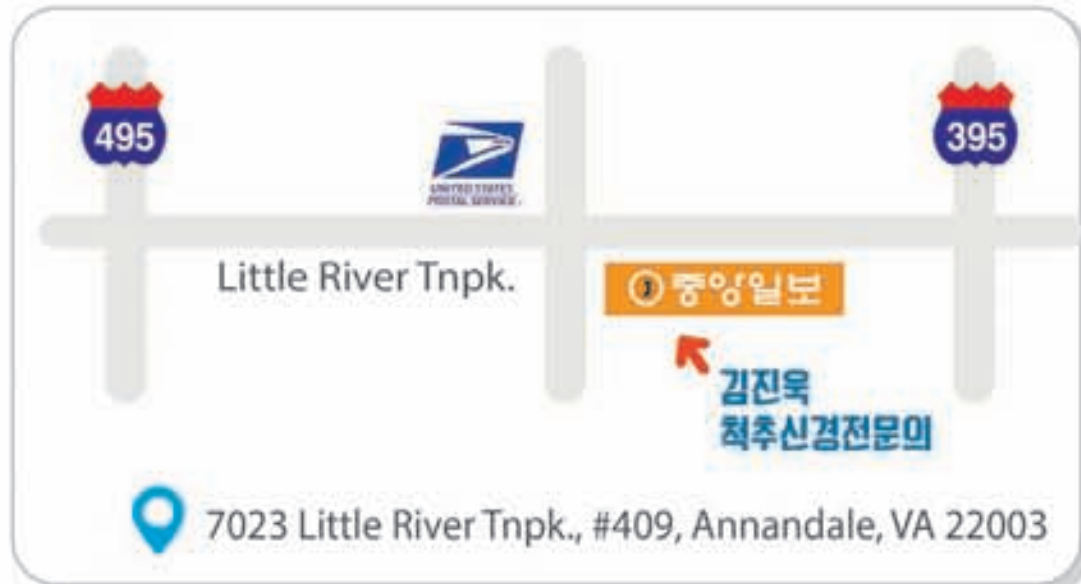 495
395
UNITED STATES
POSTAL SERVICE
Little River Tnpk.
중앙일보
김진욱
척추신경전문의
7023 Little River Tnpk., #409, Annandale, VA 22003